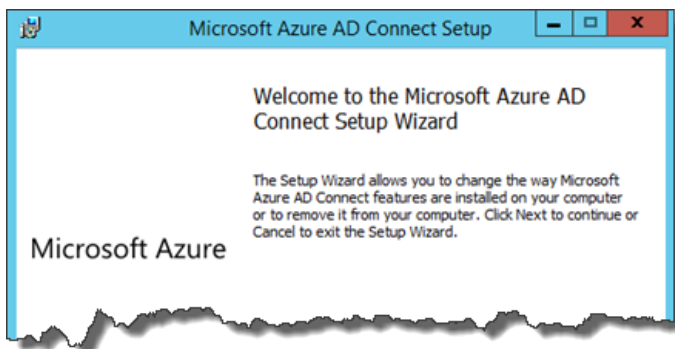 Microsoft Azure AD Connect Setup
Welcome to the Microsoft Azure AD
Connect Setup Wizard
The Setup Wizard allows you to change the way Microsoft
Azure AD Connect features are installed on your computer
or to remove it from your computer. Click Next to continue or
Cancel to exit the Setup Wizard.
Microsoft Azure